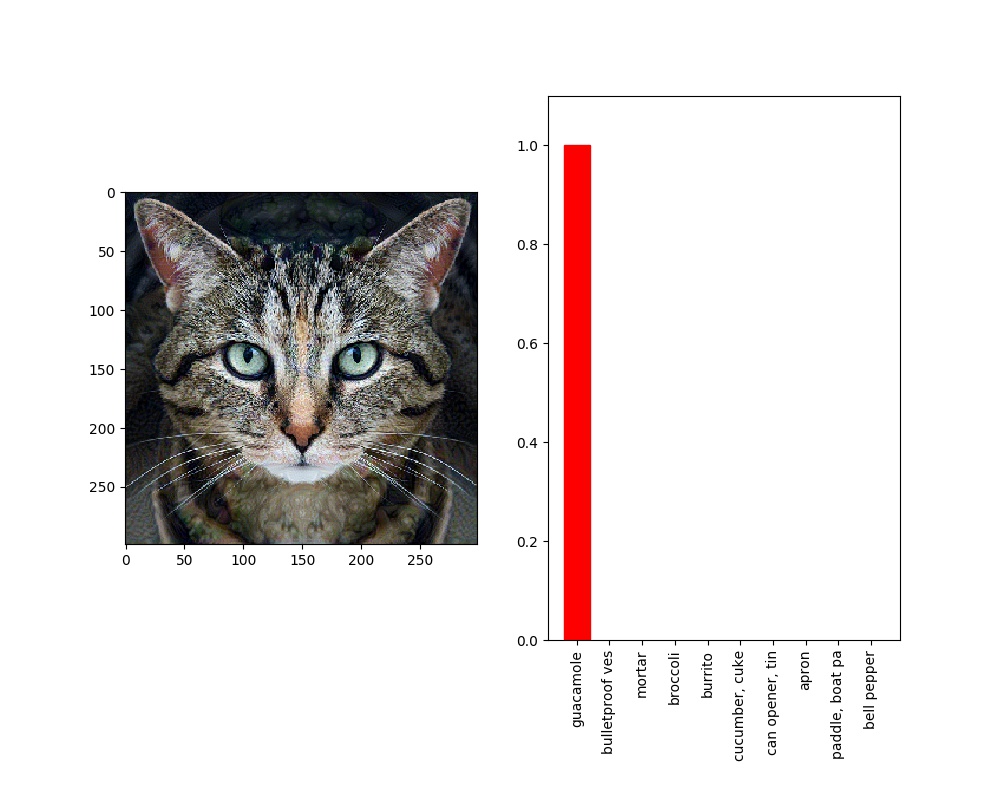 0
50
100
150
200
250
0 50 100 150 200 250
1.0
0.8
0.6
0.4
0.2
0.0
guacamole
bulletproof ves
mortar
broccoli
burrito
cucumber, cuke
can opener, tin
apron
paddle, boat pa
bell pepper